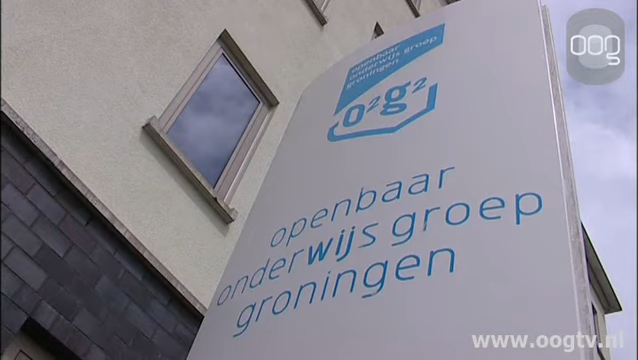 oog
openbaar
onderwijs groep
groningen
o²g²
openbaar
onderwijs groep
groningen
www.oogtv.nl